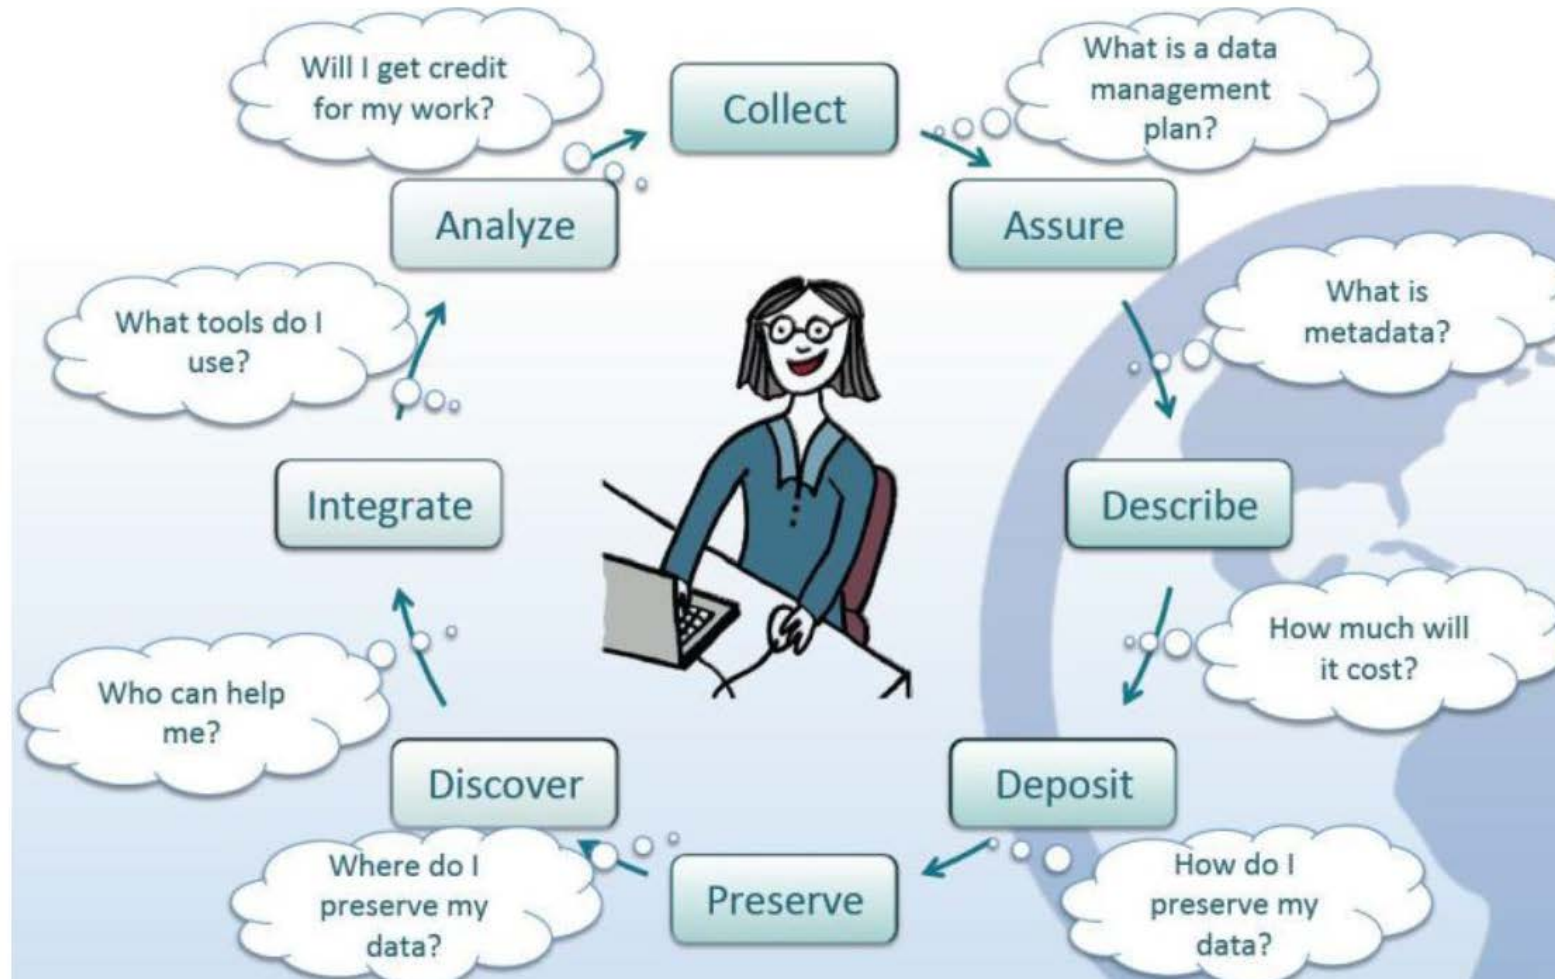 Will I get credit
for my work?
Collect
What is a data
management
plan?
Analyze
Assure
What tools do I
use?
What is
metadata?
Integrate
Describe
Who can help
me?
How much will
it cost?
Discover
Deposit
Where do I
preserve my
data?
Preserve
How do I
preserve my
data?